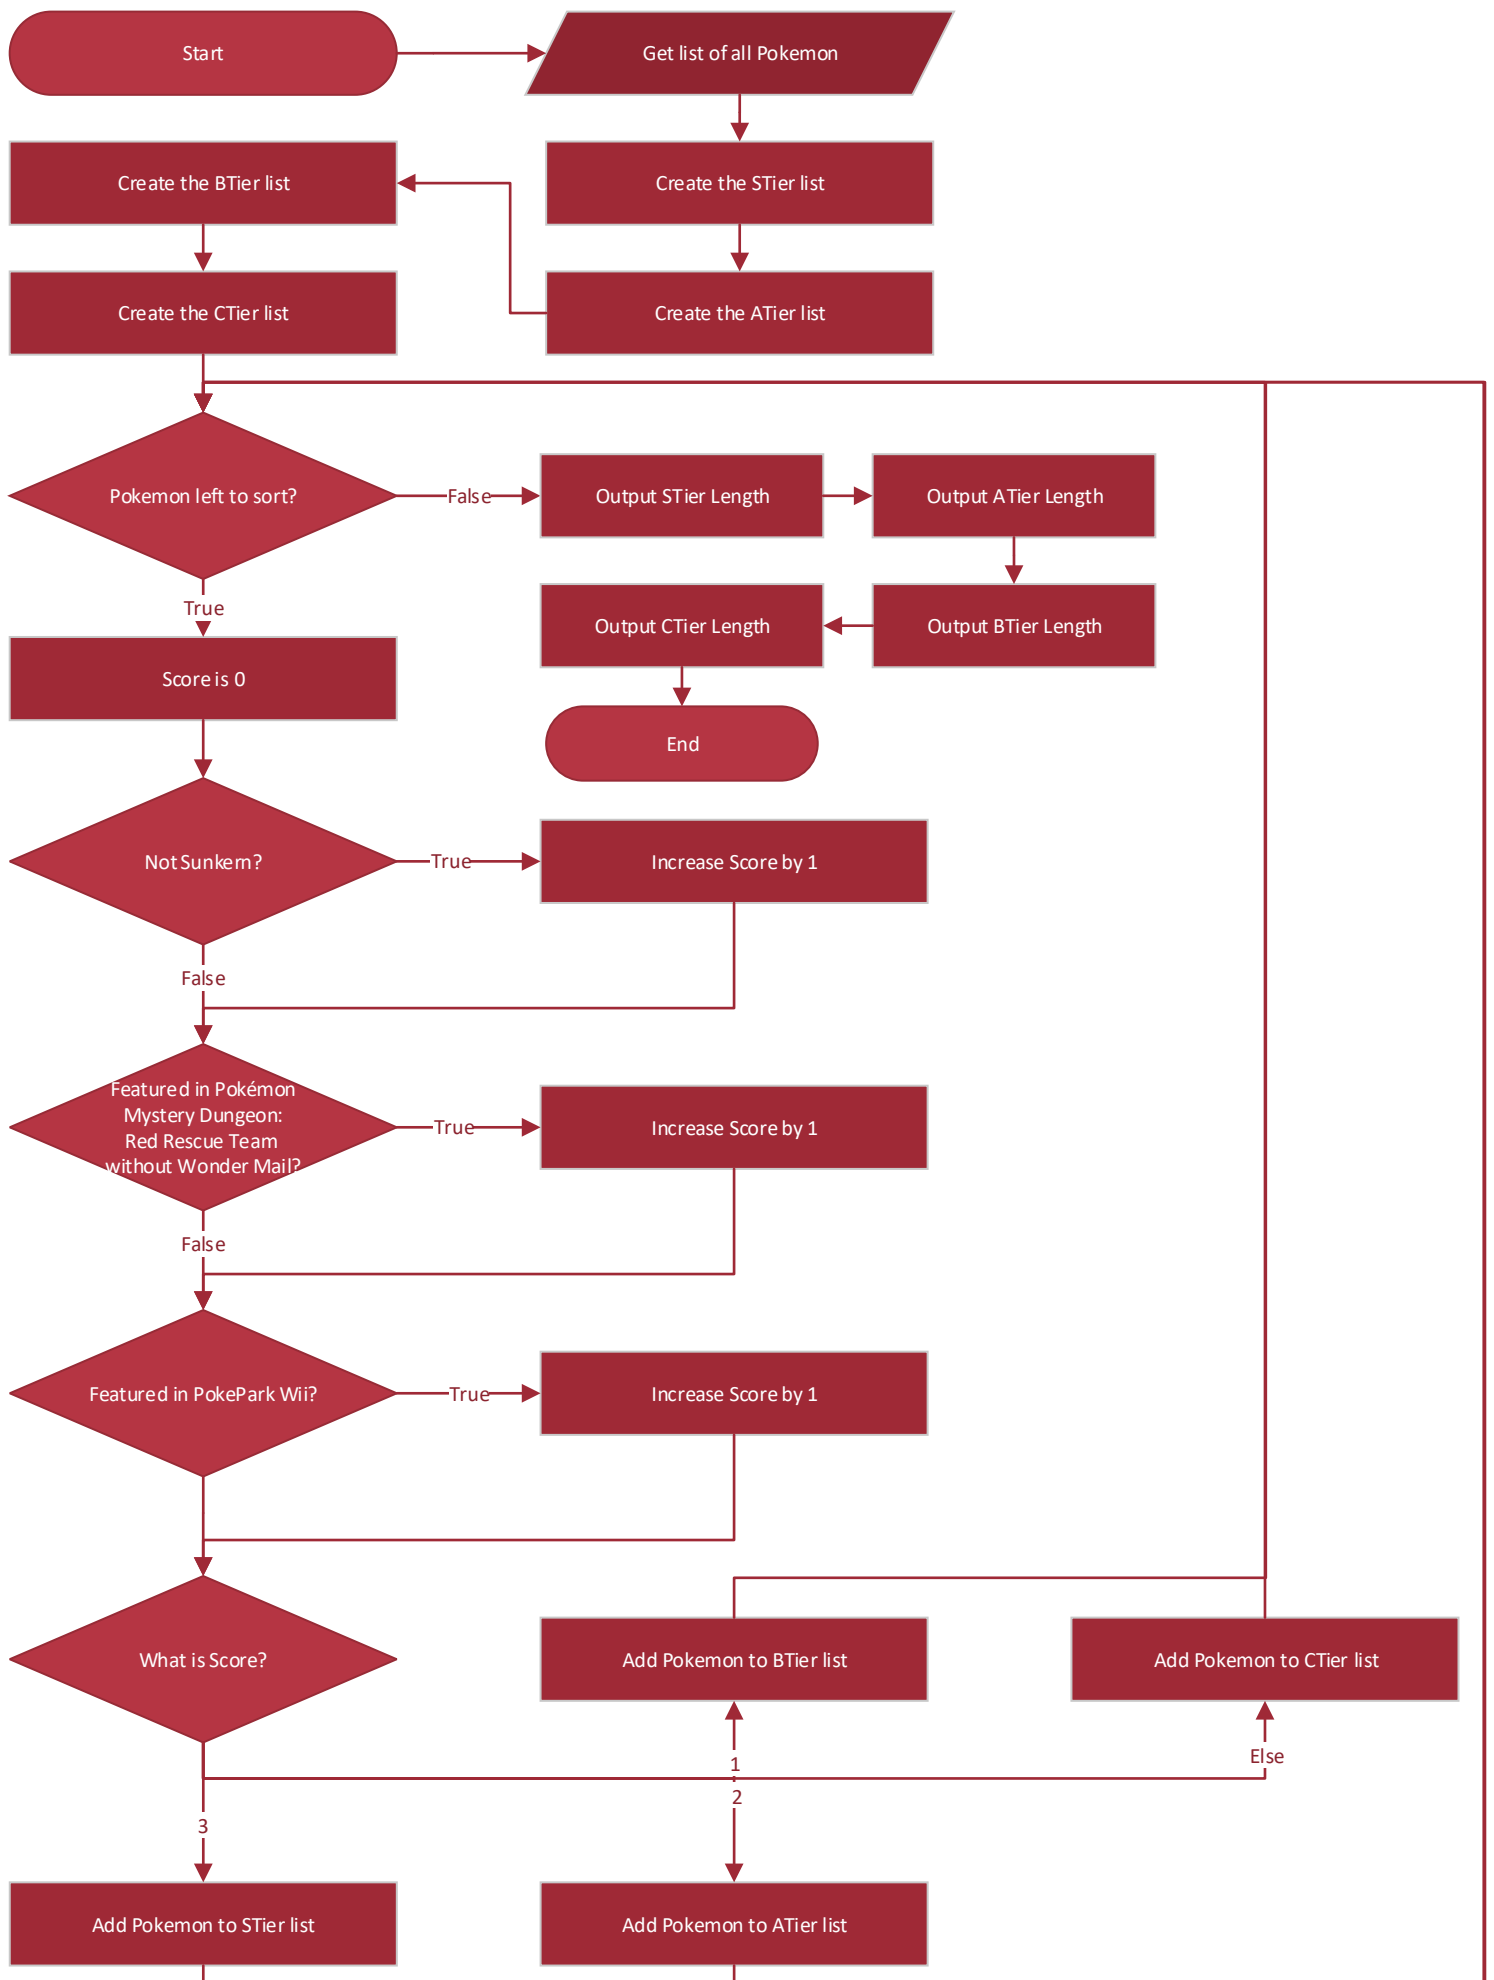 Start
Get list of all Pokemon
Create the BTier list
Create the STier list
Create the CTier list
Create the ATier list
Pokemon left to sort?
False
Output STier Length
Output ATier Length
True
Output CTier Length
Output BTier Length
Score is 0
End
Not Sunkern?
True
Increase Score by 1
False
Featured in Pokémon
Mystery Dungeon:
Red Rescue Team
without Wonder Mail?
True
Increase Score by 1
False
Featured in PokePark Wii?
True
Increase Score by 1
What is Score?
Add Pokemon to BTier list
Add Pokemon to CTier list
1
Else
2
3
Add Pokemon to STier list
Add Pokemon to ATier list